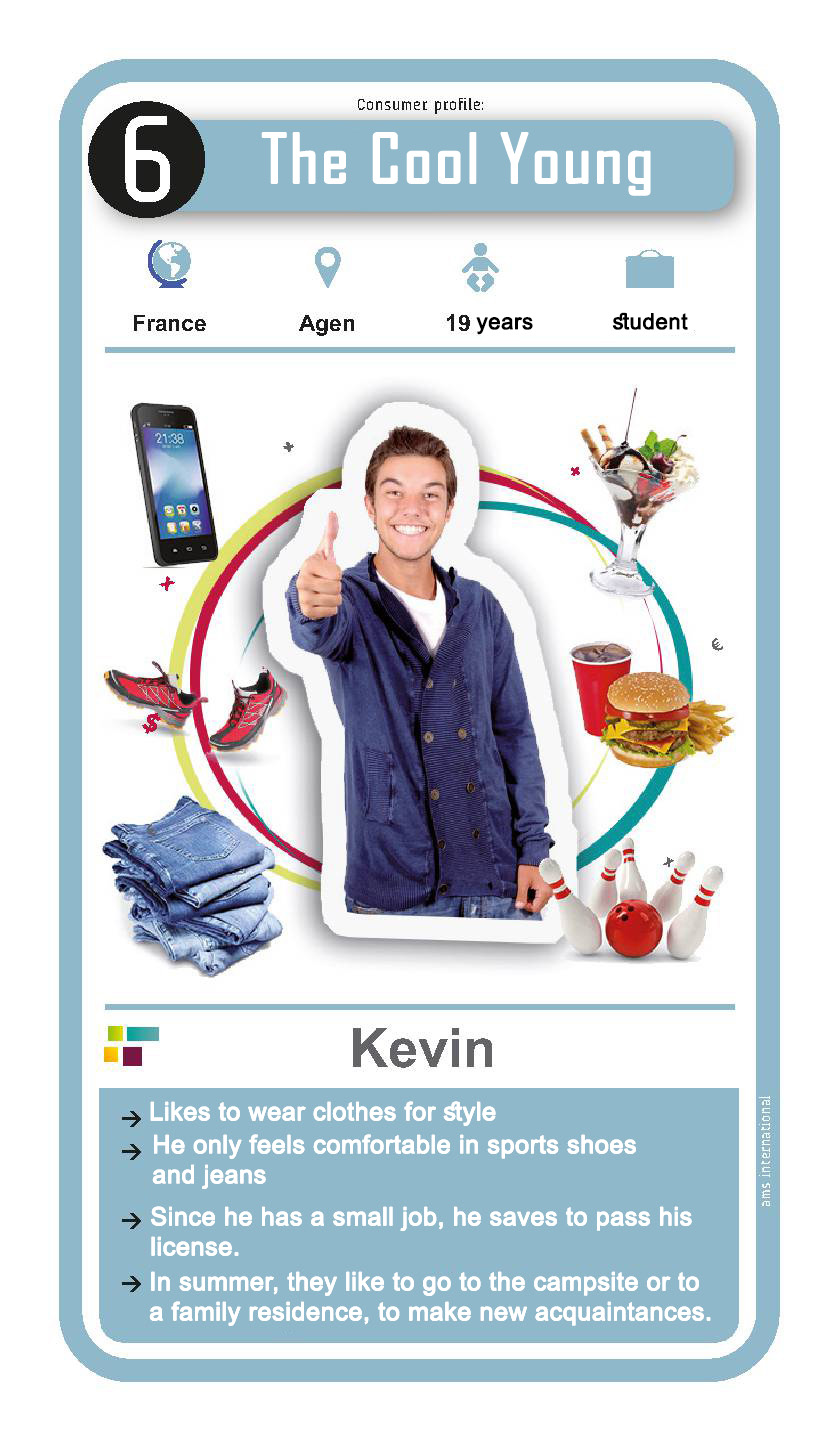 Consumer profile:
6
The Cool Young
France
Agen
19 years
student
21:38
Kevin
→ Likes to wear clothes for style
→ He only feels comfortable in sports shoes
and jeans
→ Since he has a small job, he saves to pass his
license.
→ In summer, they like to go to the campsite or to
a family residence, to make new acquaintances.
ams international